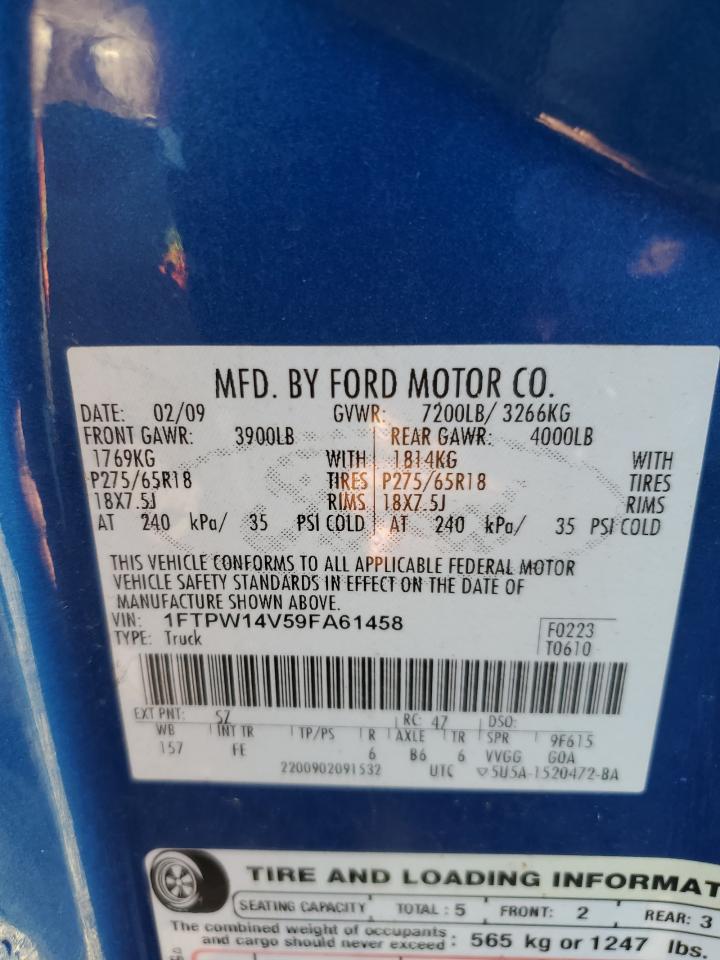 MFD. BY FORD MOTOR CO.
DATE: 02/09 GVWR: 7200LB/ 3266KG
FRONT GAWR: 3900LB REAR GAWR: 4000LB
1769KG WITH 1814KG WITH
P275/65R18 TIRES P275/65R18 TIRES
18X7.5J RIMS 18X7.5J RIMS
AT 240 kPa/ 35 PSI COLD AT 240 kPa/ 35 PSI COLD
THIS VEHICLE CONFORMS TO ALL APPLICABLE FEDERAL MOTOR
VEHICLE SAFETY STANDARDS IN EFFECT ON THE DATE OF
MANUFACTURE SHOWN ABOVE.
VIN: 1FTPW14V59FA61458 F0223
TYPE: Truck T0610
EXT PNT: SZ RC: 47 DSO:
WB INT TR TP/PS R AXLE TR SPR 9F615
157 FE 6 B6 6 VVGG GOA
2200902091532 UTC ▽5U5A-1520472-BA
TIRE AND LOADING INFORMAT
SEATING CAPACITY TOTAL : 5 FRONT: 2 REAR: 3
The combined weight of occupants
and cargo should never exceed : 565 kg or 1247 lbs.